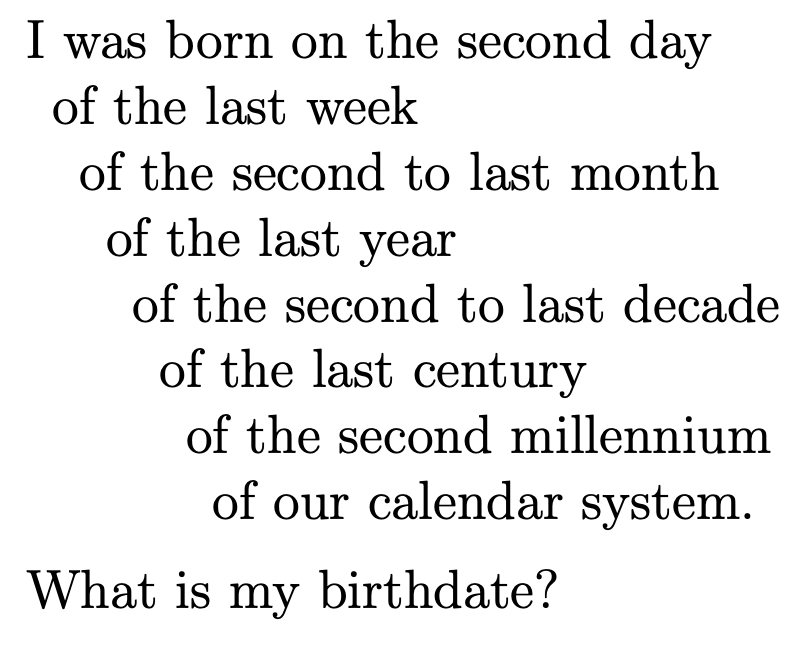 I was born on the second day
of the last week
of the second to last month
of the last year
of the second to last decade
of the last century
of the second millennium
of our calendar system.
What is my birthdate?